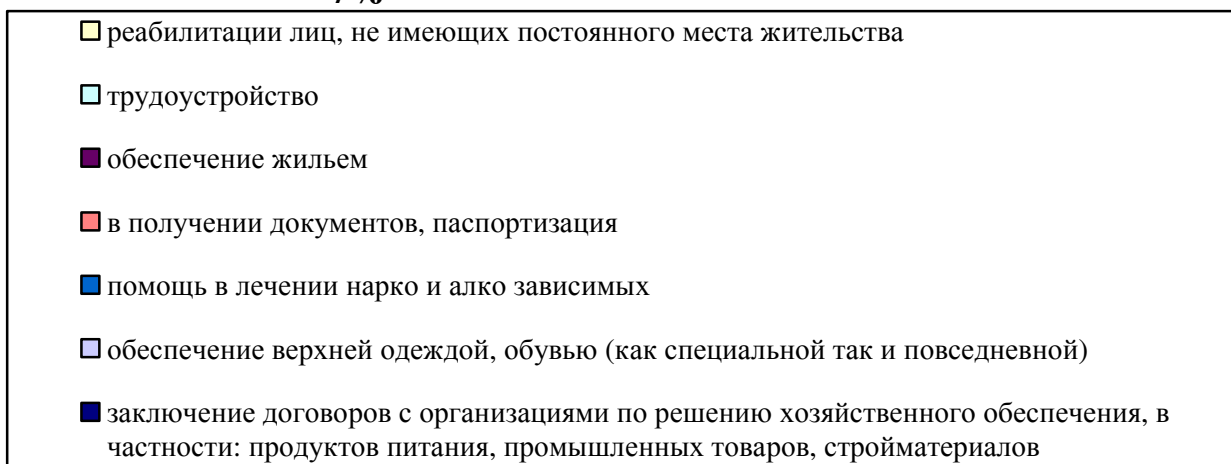 реабилитации лиц, не имеющих постоянного места жительства
трудоустройство
обеспечение жильем
в получении документов, паспортизация
помощь в лечении нарко и алко зависимых
обеспечение верхней одеждой, обувью (как специальной так и повседневной)
заключение договоров с организациями по решению хозяйственного обеспечения, в
частности: продуктов питания, промышленных товаров, стройматериалов